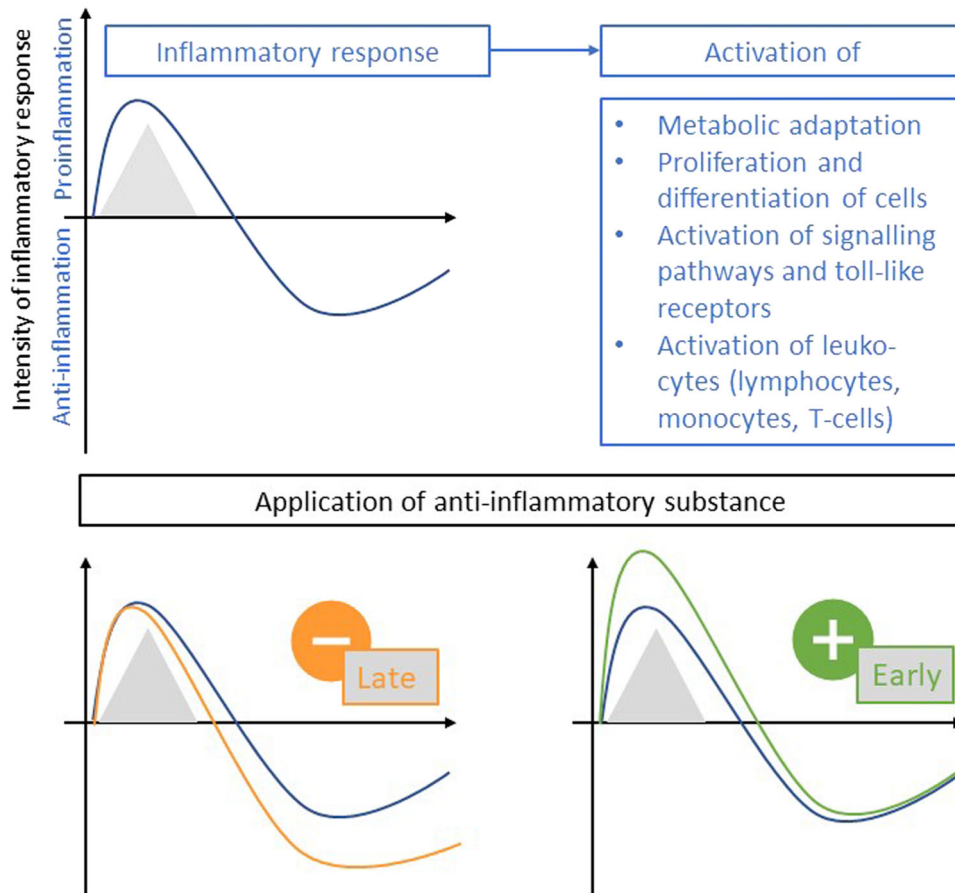 Intensity of inflammatory response
Anti-inflammation Proinflammation
Inflammatory response
Activation of
• Metabolic adaptation
• Proliferation and
differentiation of cells
• Activation of signalling
pathways and toll-like
receptors
• Activation of leuko-
cytes (lymphocytes,
monocytes, T-cells)
Application of anti-inflammatory substance
Late
Early